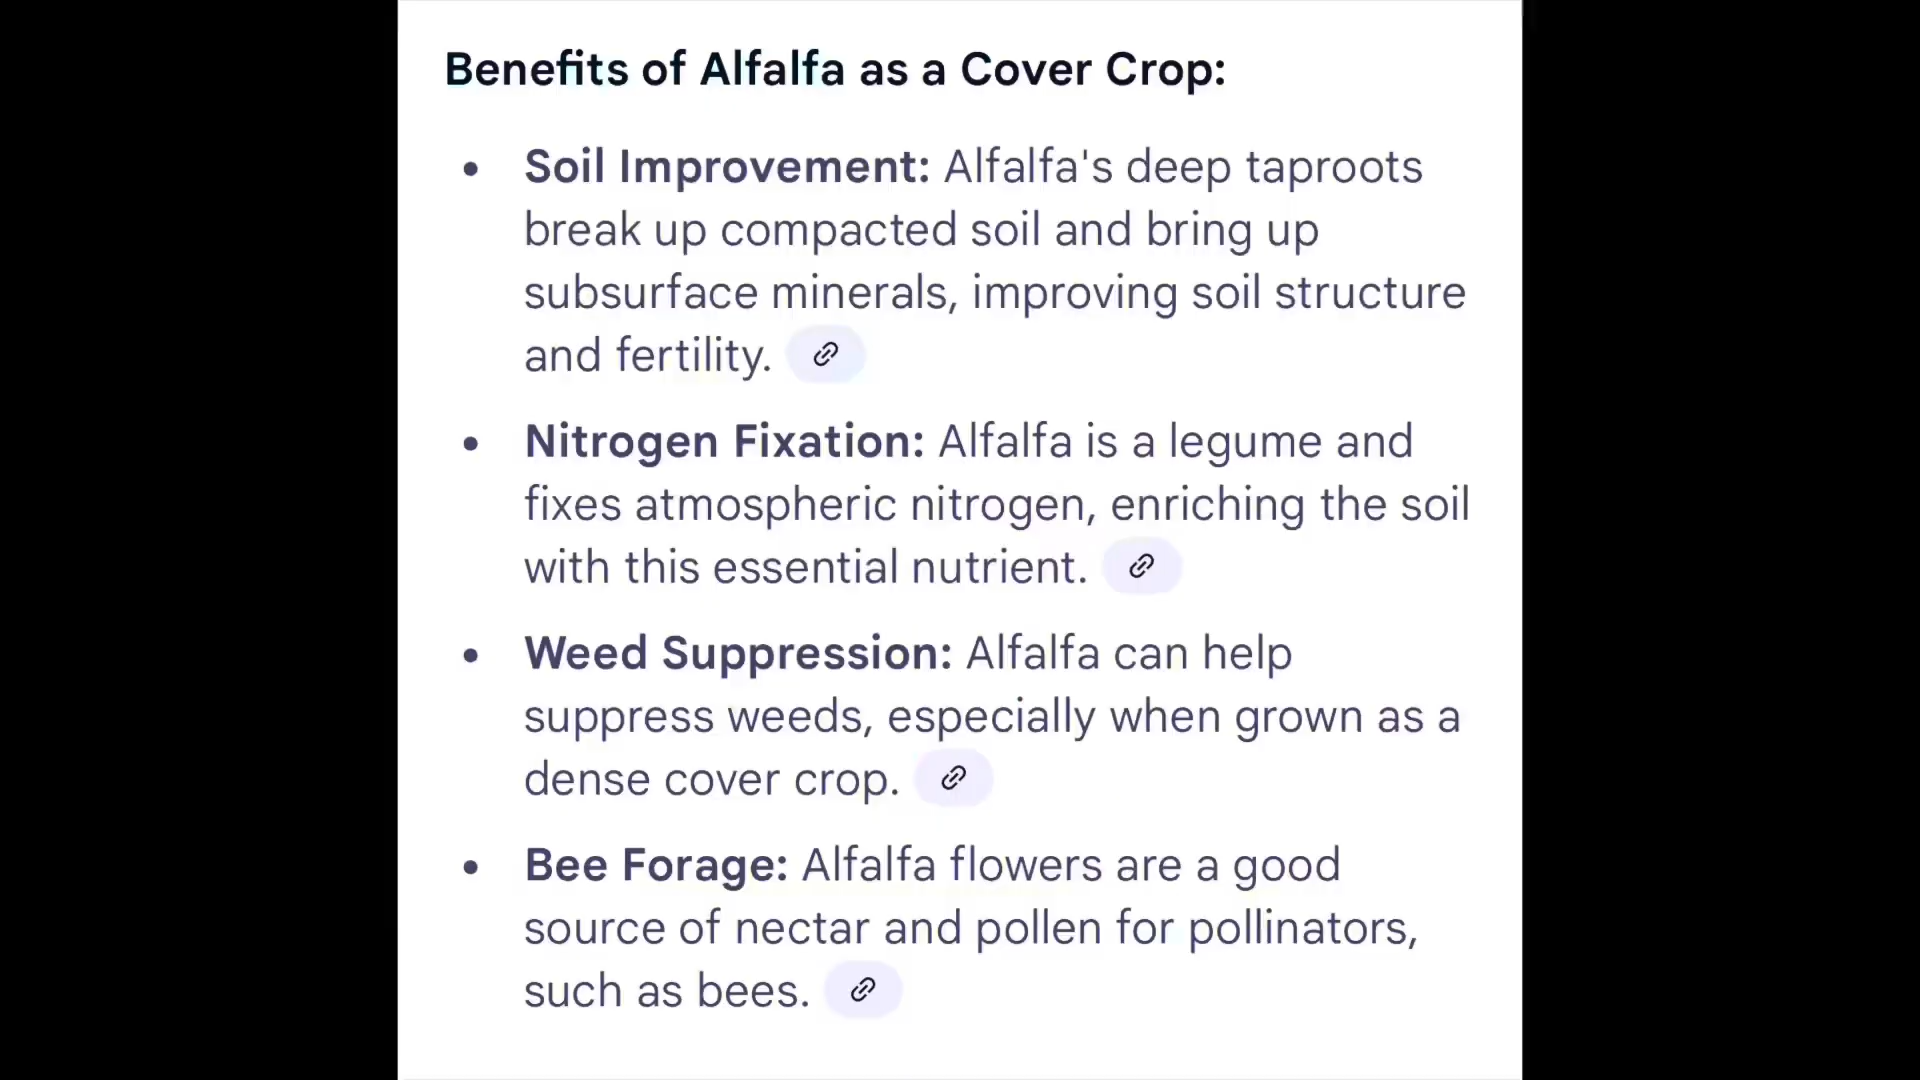 Benefits of Alfalfa as a Cover Crop:
• Soil Improvement: Alfalfa's deep taproots
break up compacted soil and bring up
subsurface minerals, improving soil structure
and fertility.
• Nitrogen Fixation: Alfalfa is a legume and
fixes atmospheric nitrogen, enriching the soil
with this essential nutrient.
• Weed Suppression: Alfalfa can help
suppress weeds, especially when grown as a
dense cover crop.
• Bee Forage: Alfalfa flowers are a good
source of nectar and pollen for pollinators,
such as bees.